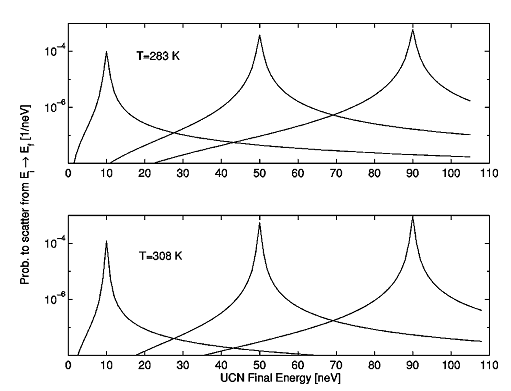 Prob. to scatter from E_i → E_f [1/neV]
10^-4
10^-6
T=283 K
0 10 20 30 40 50 60 70 80 90 100 110
10^-4
10^-6
T=308 K
0 10 20 30 40 50 60 70 80 90 100 110
UCN Final Energy [neV]